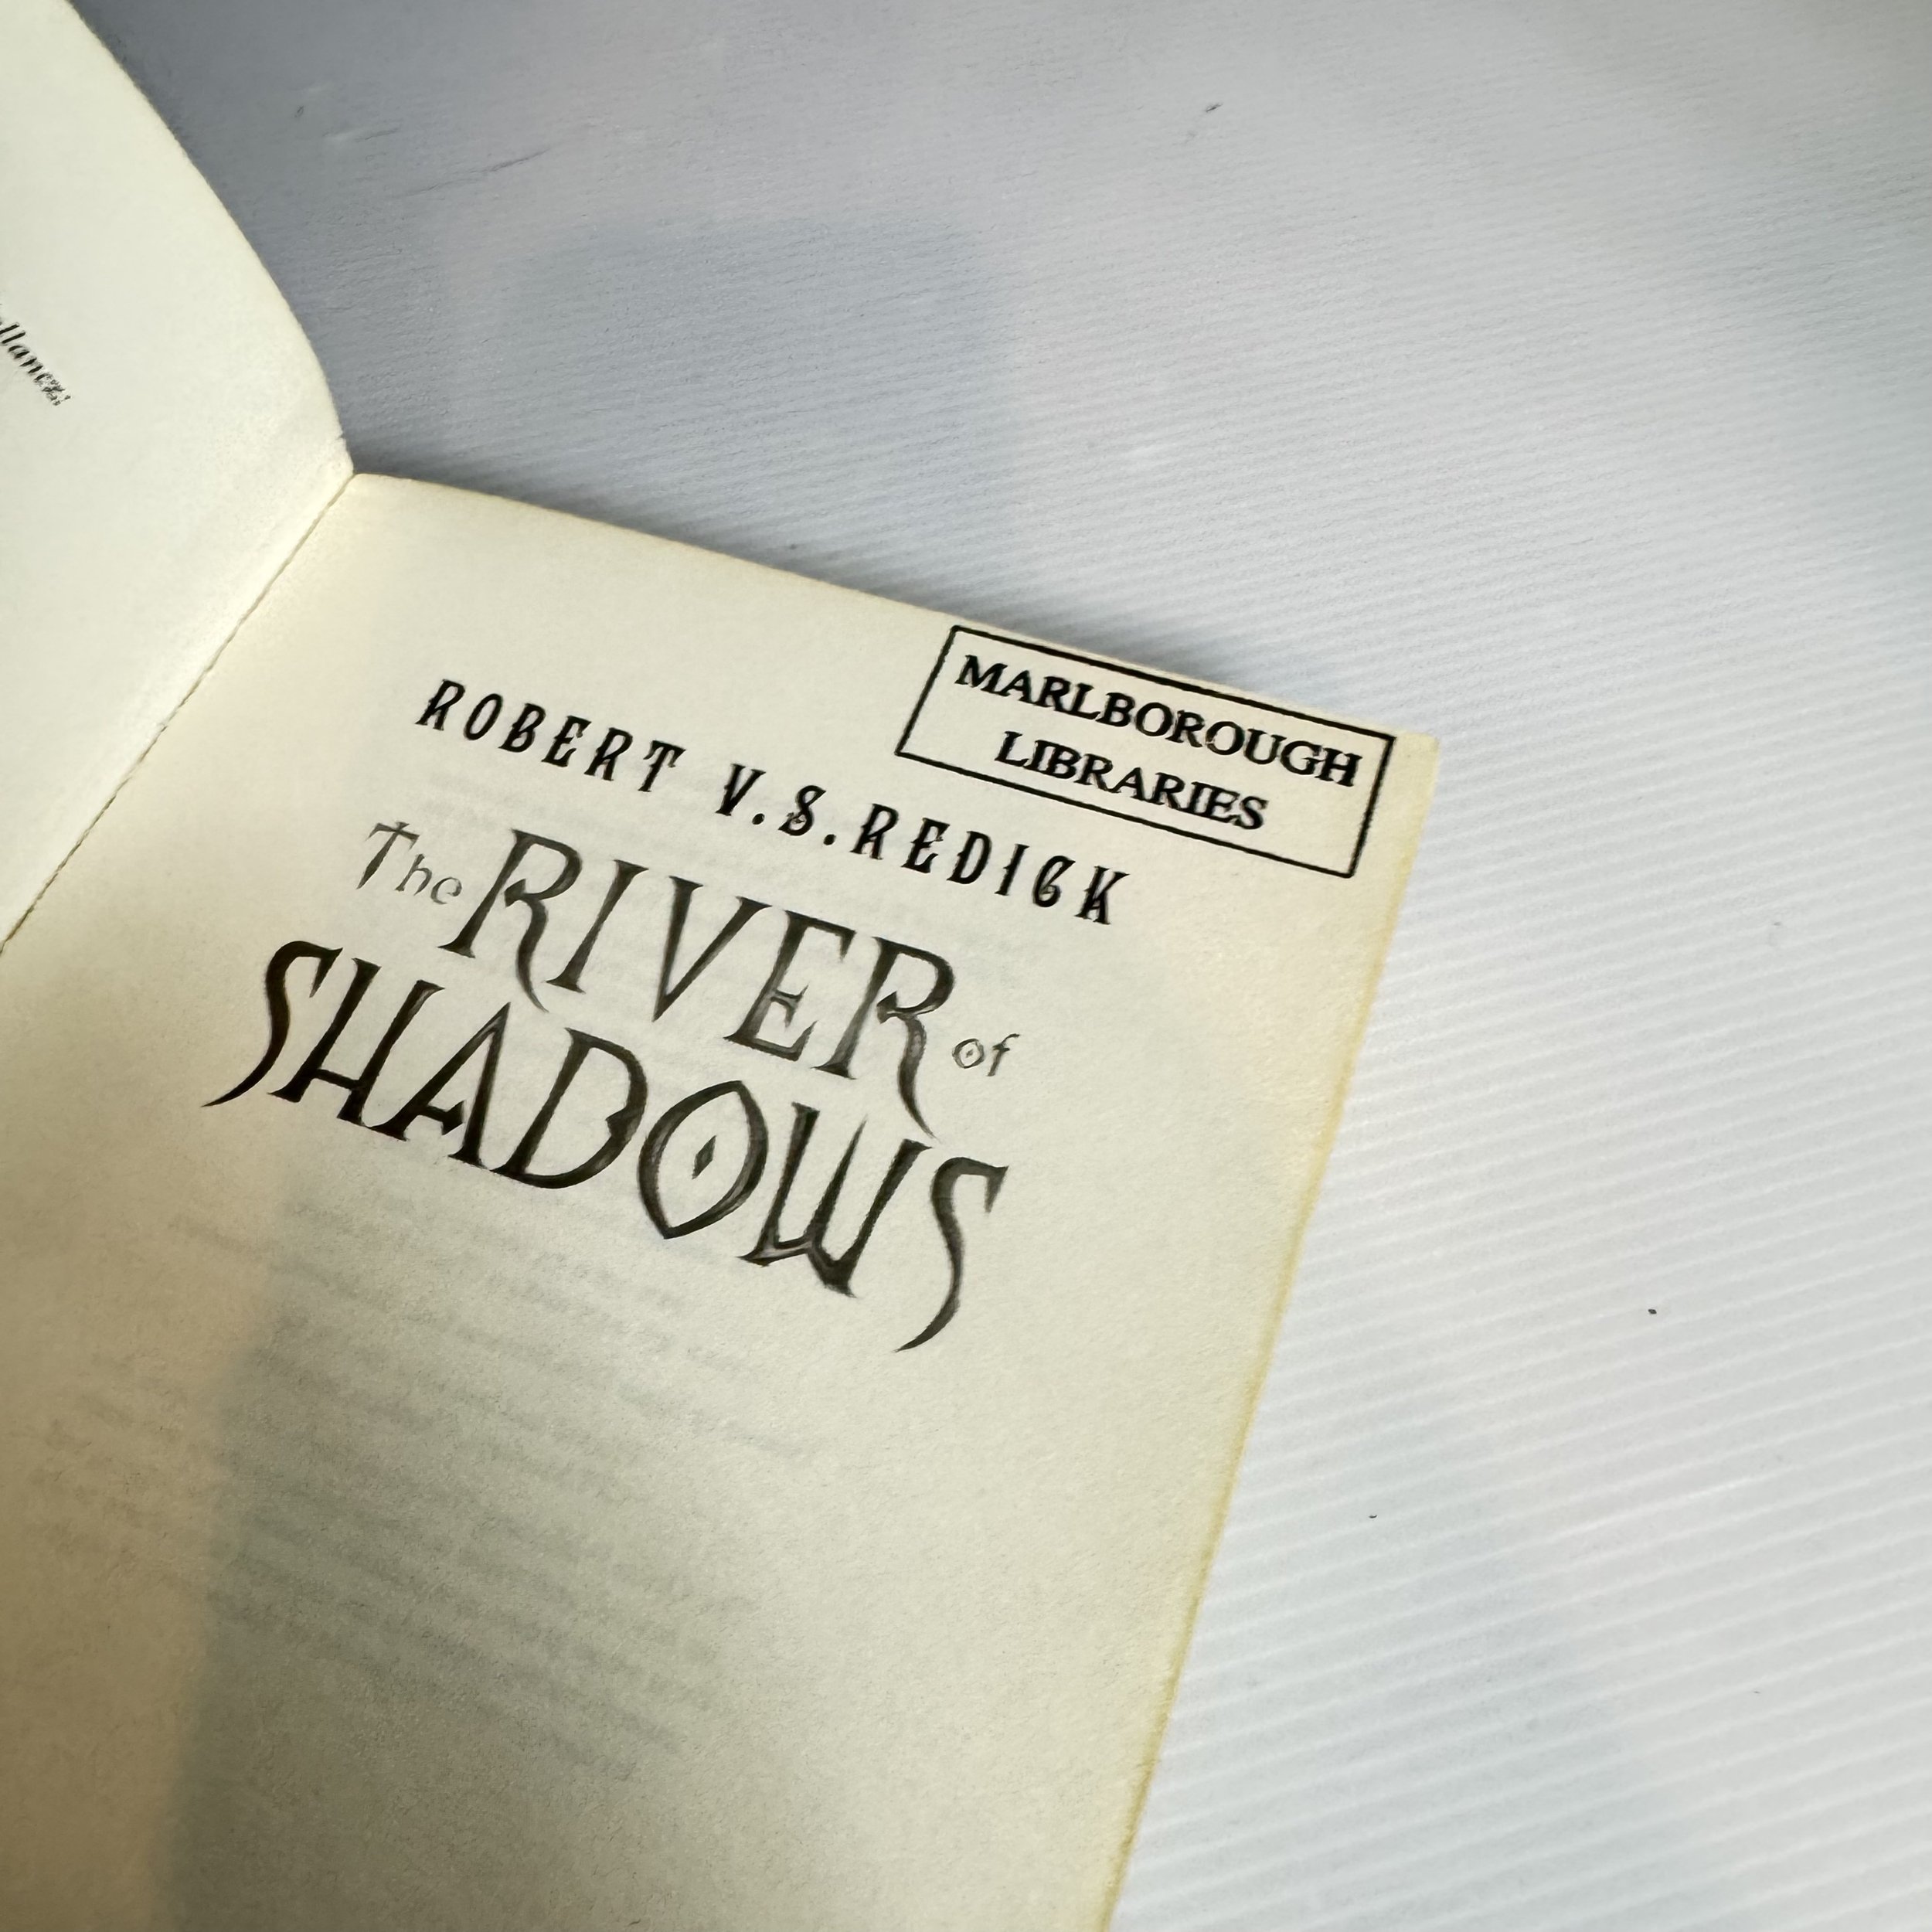 MARLBOROUGH
LIBRARIES
ROBERT V.S. REDICK
The RIVER of
SHADOWS